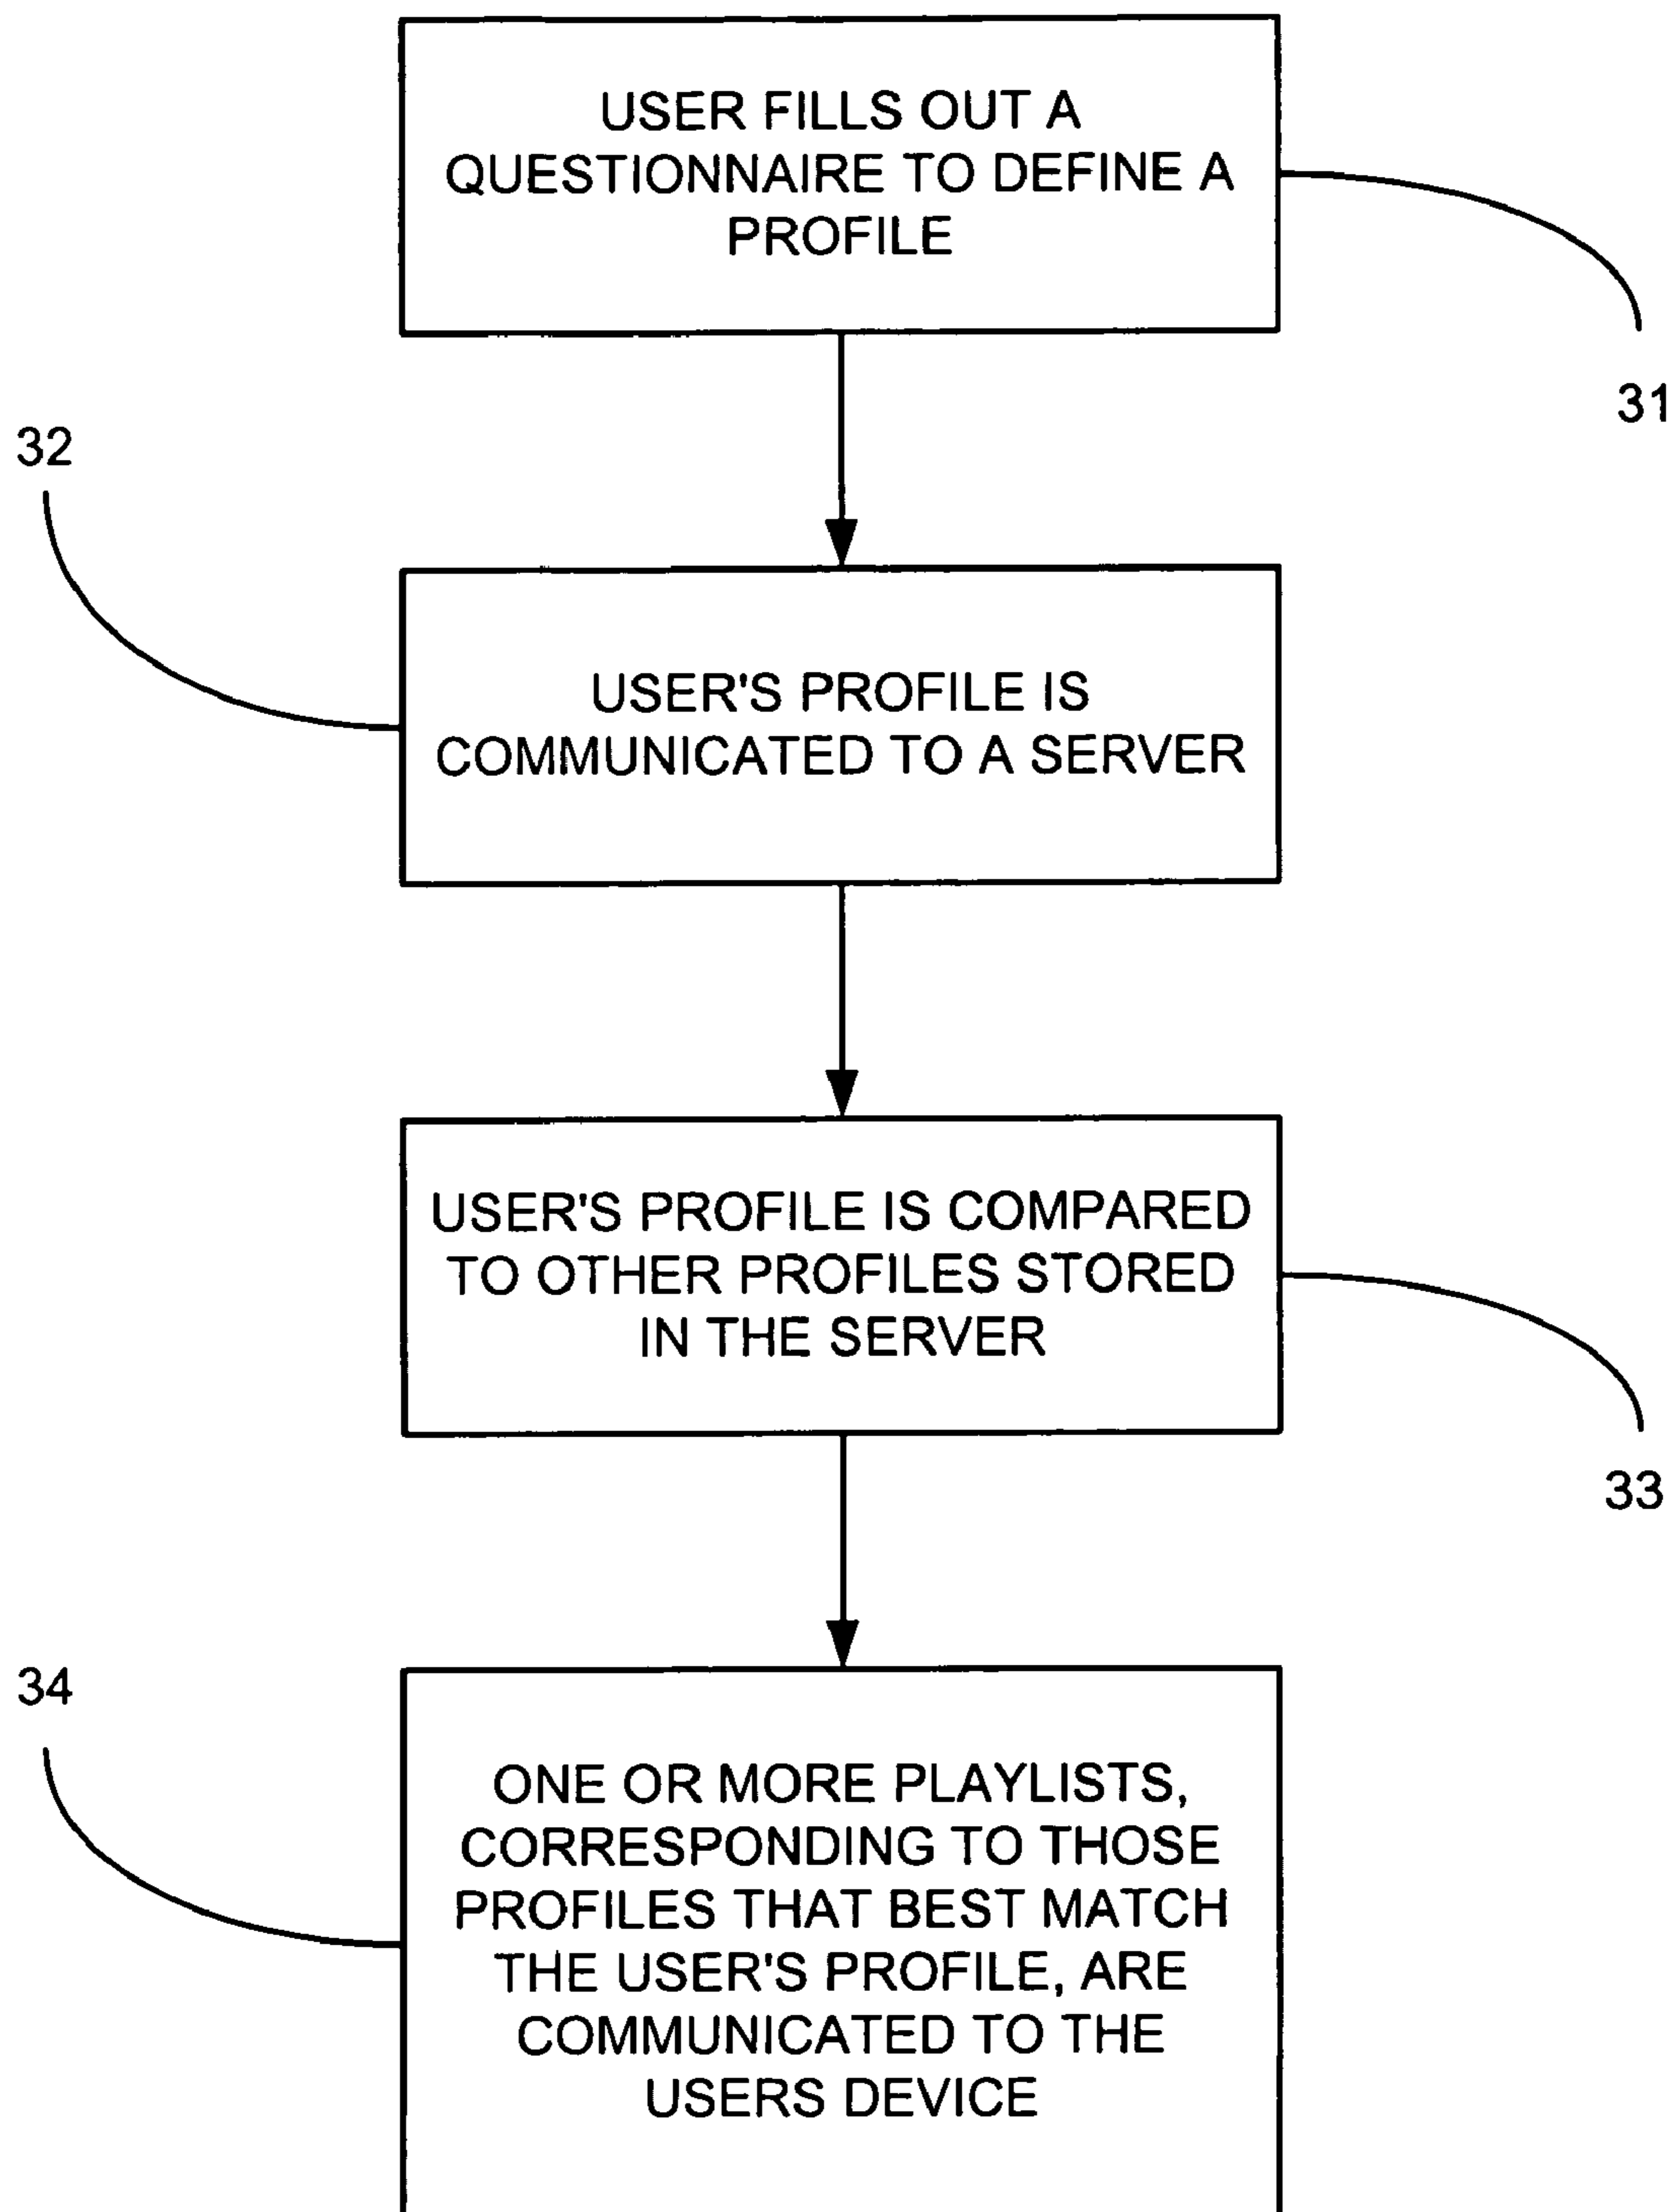 USER FILLS OUT A
QUESTIONNAIRE TO DEFINE A
PROFILE
31
32
USER'S PROFILE IS
COMMUNICATED TO A SERVER
USER'S PROFILE IS COMPARED
TO OTHER PROFILES STORED
IN THE SERVER
33
34
ONE OR MORE PLAYLISTS,
CORRESPONDING TO THOSE
PROFILES THAT BEST MATCH
THE USER'S PROFILE, ARE
COMMUNICATED TO THE
USERS DEVICE